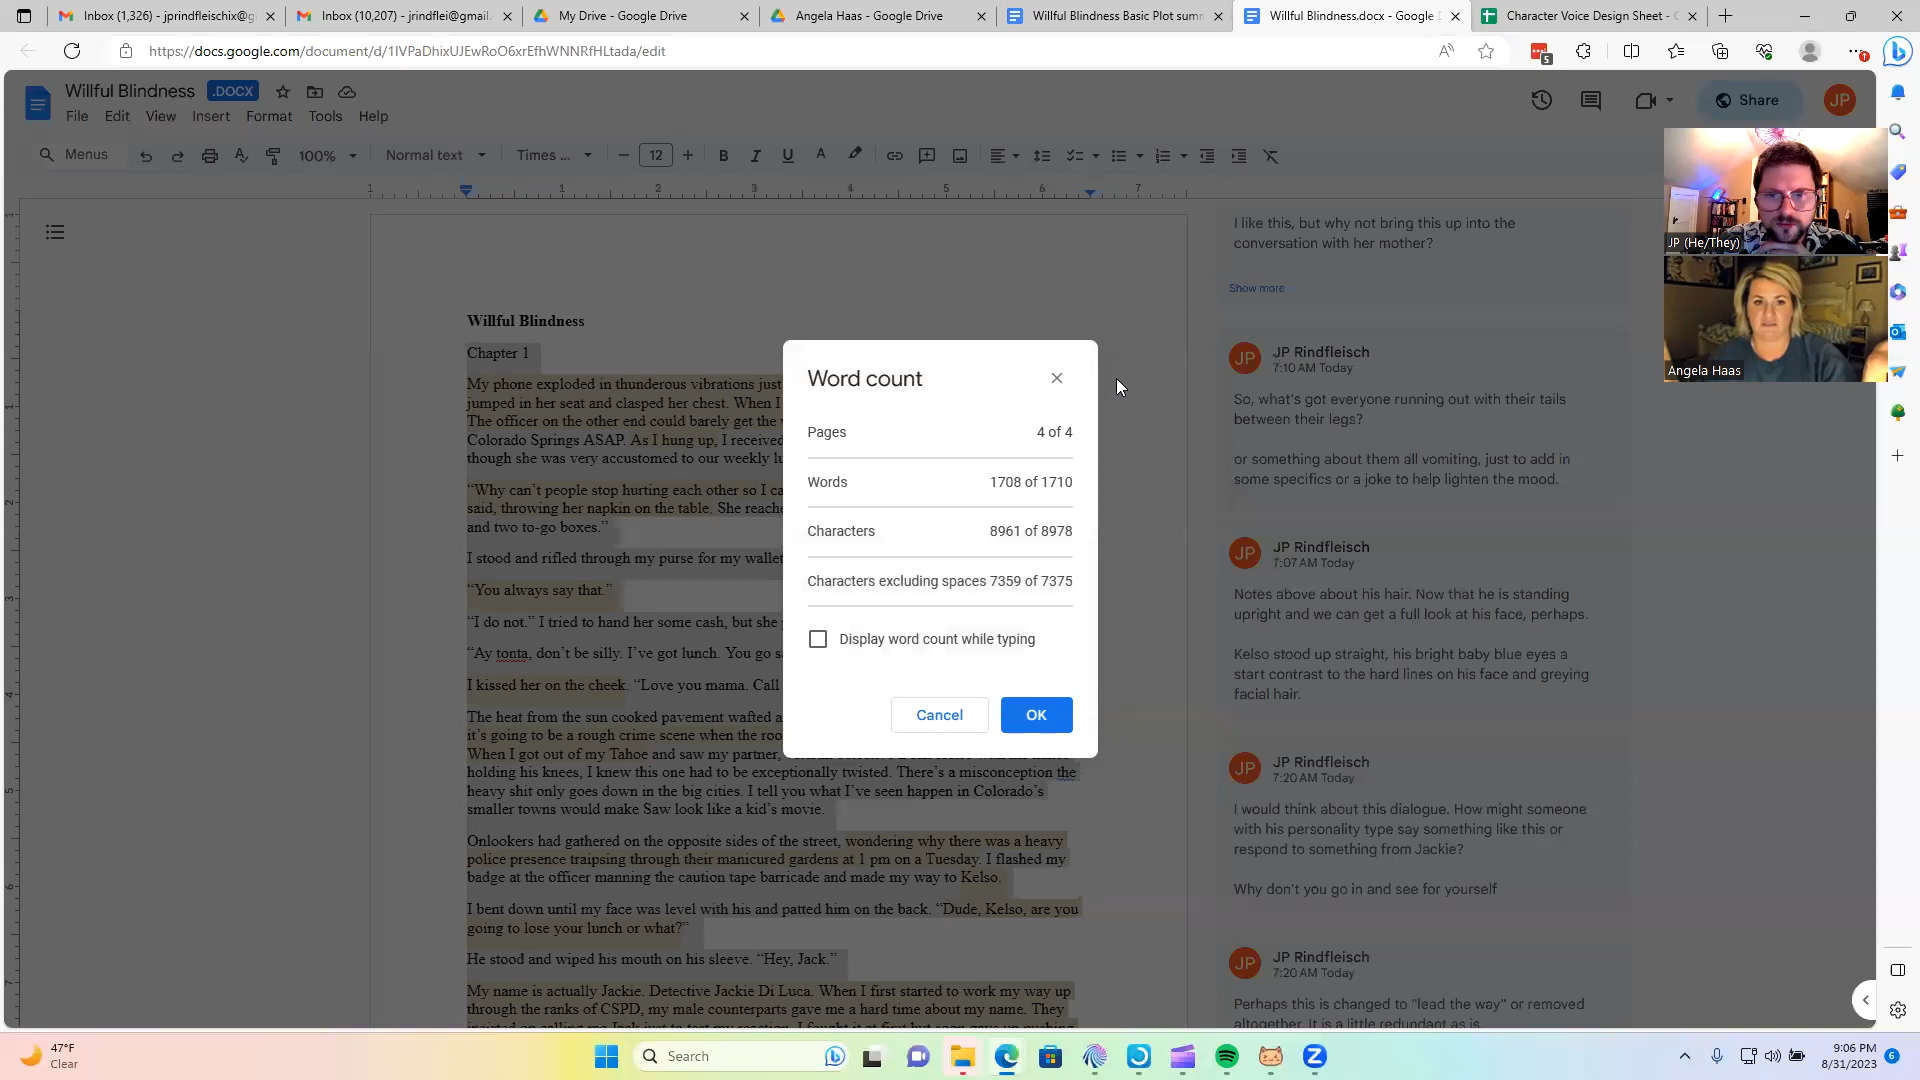 Inbox (1,326) - jprindfleischix@g
Inbox (10,207) - jrindflei@gmail
My Drive - Google Drive
Angela Haas - Google Drive
Willful Blindness Basic Plot sum
Willful Blindness.docx - Google D
Character Voice Design Sheet - G
https://docs.google.com/document/d/1IVPaDhixUJEwRoO6xrEfhWNNRfHLtada/edit
Willful Blindness
.DOCX
File Edit View Insert Format Tools Help
Share
JP
Menus
100%
Normal text
Times ...
12
I like this, but why not bring this up into the
conversation with her mother?
Show more
JP (He/They)
Angela Haas
Willful Blindness
Chapter 1
My phone exploded in thunderous vibrations just
jumped in her seat and clasped her chest. When I
The officer on the other end could barely get the
Colorado Springs ASAP. As I hung up, I received
though she was very accustomed to our weekly
“Why can’t people stop hurting each other so I
said, throwing her napkin on the table. She
and two to-go boxes.”
I stood and rifled through my purse for my wallet
“You always say that.”
“I do not.” I tried to hand her some cash, but she
“Ay tonta, don’t be silly. I’ve got lunch. You go
I kissed her on the cheek. “Love you mama. Call
The heat from the sun cooked pavement wafted
it’s going to be a rough crime scene when the
When I got out of my Tahoe and saw my partner,
holding his knees, I knew this one had to be exceptionally twisted. There’s a misconception the
heavy shit only goes down in the big cities. I tell you what I’ve seen happen in Colorado’s
smaller towns would make Saw look like a kid’s movie.
Onlookers had gathered on the opposite sides of the street, wondering why there was a heavy
police presence traipsing through their manicured gardens at 1 pm on a Tuesday. I flashed my
badge at the officer manning the caution tape barricade and made my way to Kelso.
I bent down until my face was level with his and patted him on the back. “Dude, Kelso, are you
going to lose your lunch or what?”
He stood and wiped his mouth on his sleeve. “Hey, Jack.”
My name is actually Jackie. Detective Jackie Di Luca. When I first started to work my way up
through the ranks of CSPD, my male counterparts gave me a hard time about my name. They
Word count
Pages 4 of 4
Words 1708 of 1710
Characters 8961 of 8978
Characters excluding spaces 7359 of 7375
Display word count while typing
Cancel
OK
JP Rindfleisch
7:10 AM Today
So, what's got everyone running out with their tails
between their legs?
or something about them all vomiting, just to add in
some specifics or a joke to help lighten the mood.
JP Rindfleisch
7:07 AM Today
Notes above about his hair. Now that he is standing
upright and we can get a full look at his face, perhaps.
Kelso stood up straight, his bright baby blue eyes a
start contrast to the hard lines on his face and greying
facial hair.
JP Rindfleisch
7:20 AM Today
I would think about this dialogue. How might someone
with his personality type say something like this or
respond to something from Jackie?
Why don't you go in and see for yourself
JP Rindfleisch
7:20 AM Today
Perhaps this is changed to "lead the way" or removed
altogether. It is a little redundant as is.
47°F
Clear
Search
9:06 PM
8/31/2023
6